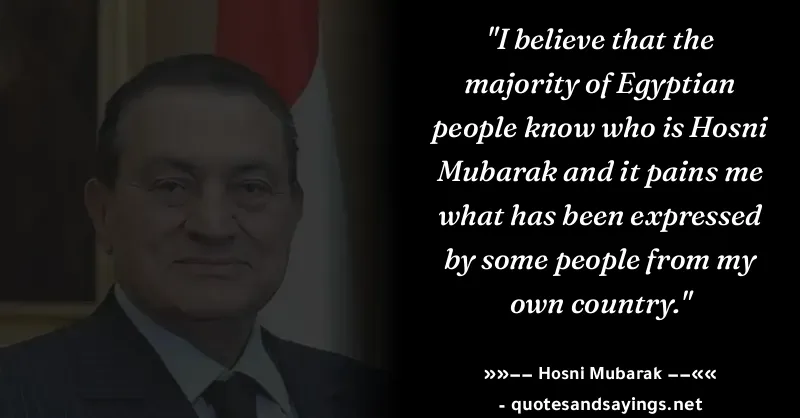 "I believe that the
majority of Egyptian
people know who is Hosni
Mubarak and it pains me
what has been expressed
by some people from my
own country."
»»–– Hosni Mubarak ––««
- quotesandsayings.net